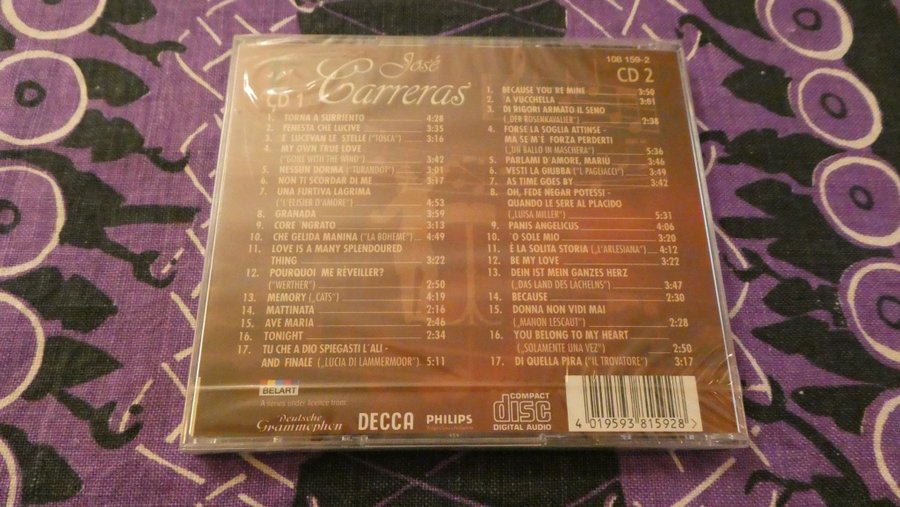 José
Carreras
CD 1
1. TORNA A SURRIENTO 4:28
2. FENESTA CHE LUCIVE 3:35
3. E LUCEVAN LE STELLE ("TOSCA") 3:16
4. MY OWN TRUE LOVE
("GONE WITH THE WIND") 3:42
5. NESSUN DORMA ("TURANDOT") 3:01
6. NON TI SCORDAR DI ME 3:17
7. UNA FURTIVA LAGRIMA
("L'ELISIER D'AMORE") 4:53
8. GRANADA 3:59
9. CORE ´NGRATO 3:13
10. CHE GELIDA MANINA ("LA BOHEME") 4:49
11. LOVE IS A MANY SPLENDOURED
THING 3:22
12. POURQUOI ME RÉVEILLER?
("WERTHER") 2:50
13. MEMORY („CATS") 4:19
14. MATTINATA 2:16
15. AVE MARIA 2:46
16. TONIGHT 2:34
17. TU CHE A DIO SPIEGASTI L´ALI -
AND FINALE („LUCIA DI LAMMERMOOR") 5:11
108 159-2
CD 2
1. BECAUSE YOU´RE MINE 3:50
2. ´A VUCCHELLA 3:01
3. DI RIGORI ARMATO IL SENO
(„DER ROSENKAVALIER") 2:38
4. FORSE LA SOGLIA ATTINSE -
MA SE M´È FORZA PERDERTI
(„UN BALLO IN MASCHERA") 5:36
5. PARLAMI D´AMORE, MARIÙ 3:46
6. VESTI LA GIUBBA ("I PAGLIACCI") 3:49
7. AS TIME GOES BY 3:42
8. OH, FEDE NEGAR POTESSI -
QUANDO LE SERE AL PLACIDO
(„LUISA MILLER") 5:31
9. PANIS ANGELICUS 4:06
10. ´O SOLE MIO 3:20
11. È LA SOLITA STORIA („L'ARLESIANA") 4:12
12. BE MY LOVE 3:22
13. DEIN IST MEIN GANZES HERZ
(„DAS LAND DES LÄCHELNS") 3:47
14. BECAUSE 2:30
15. DONNA NON VIDI MAI
(„MANON LESCAUT") 2:28
16. YOU BELONG TO MY HEART
(„SOLAMENTE UNA VEZ") 2:50
17. DI QUELLA PIRA ("IL TROVATORE") 3:17
BELART
A series under licence from:
Deutsche
Grammophon
DECCA
PHILIPS
COMPACT
disc
DIGITAL AUDIO
4 019593 815928 >